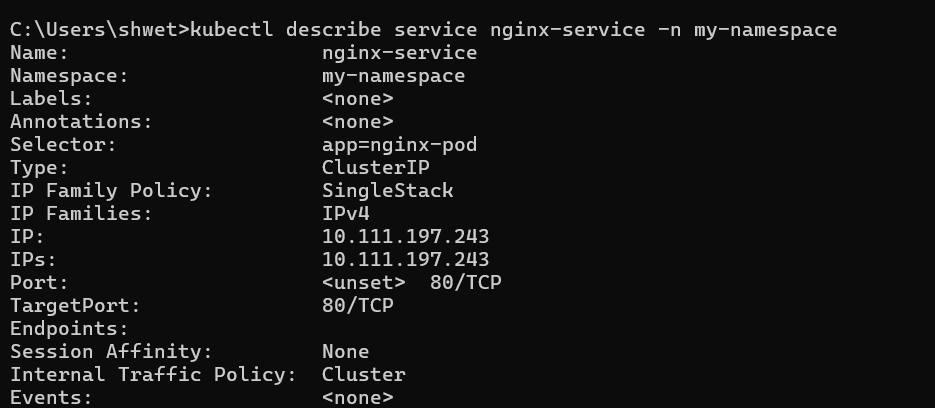 C:\Users\shwet>kubectl describe service nginx-service -n my-namespace
Name:                     nginx-service
Namespace:                my-namespace
Labels:                   <none>
Annotations:              <none>
Selector:                 app=nginx-pod
Type:                     ClusterIP
IP Family Policy:         SingleStack
IP Families:              IPv4
IP:                       10.111.197.243
IPs:                      10.111.197.243
Port:                     <unset>  80/TCP
TargetPort:               80/TCP
Endpoints:
Session Affinity:         None
Internal Traffic Policy:  Cluster
Events:                   <none>